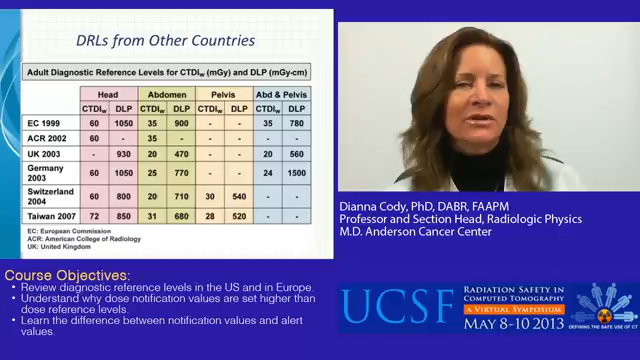 DRLs from Other Countries
Adult Diagnostic Reference Levels for CTDIw (mGy) and DLP (mGy-cm)
Head Abdomen Pelvis Abd & Pelvis
CTDIw DLP CTDIw DLP CTDIw DLP CTDIw DLP
EC 1999 60 1050 35 900 - - 35 780
ACR 2002 60 - 35 - - - - -
UK 2003 - 930 20 470 - - 20 560
Germany 2003 60 1050 25 770 - - 24 1500
Switzerland 2004 60 800 20 710 30 540 - -
Taiwan 2007 72 850 31 680 28 520 - -
EC: European Commission
ACR: American College of Radiology
UK: United Kingdom
Dianna Cody, PhD, DABR, FAAPM
Professor and Section Head, Radiologic Physics
M.D. Anderson Cancer Center
Course Objectives:
• Review diagnostic reference levels in the US and in Europe.
• Understand why dose notification values are set higher than
dose reference levels.
• Learn the difference between notification values and alert
values.
UCSF
RADIATION SAFETY IN
COMPUTED TOMOGRAPHY
A VIRTUAL SYMPOSIUM
MAY 8-10 2013
DEFINING THE SAFE USE OF CT